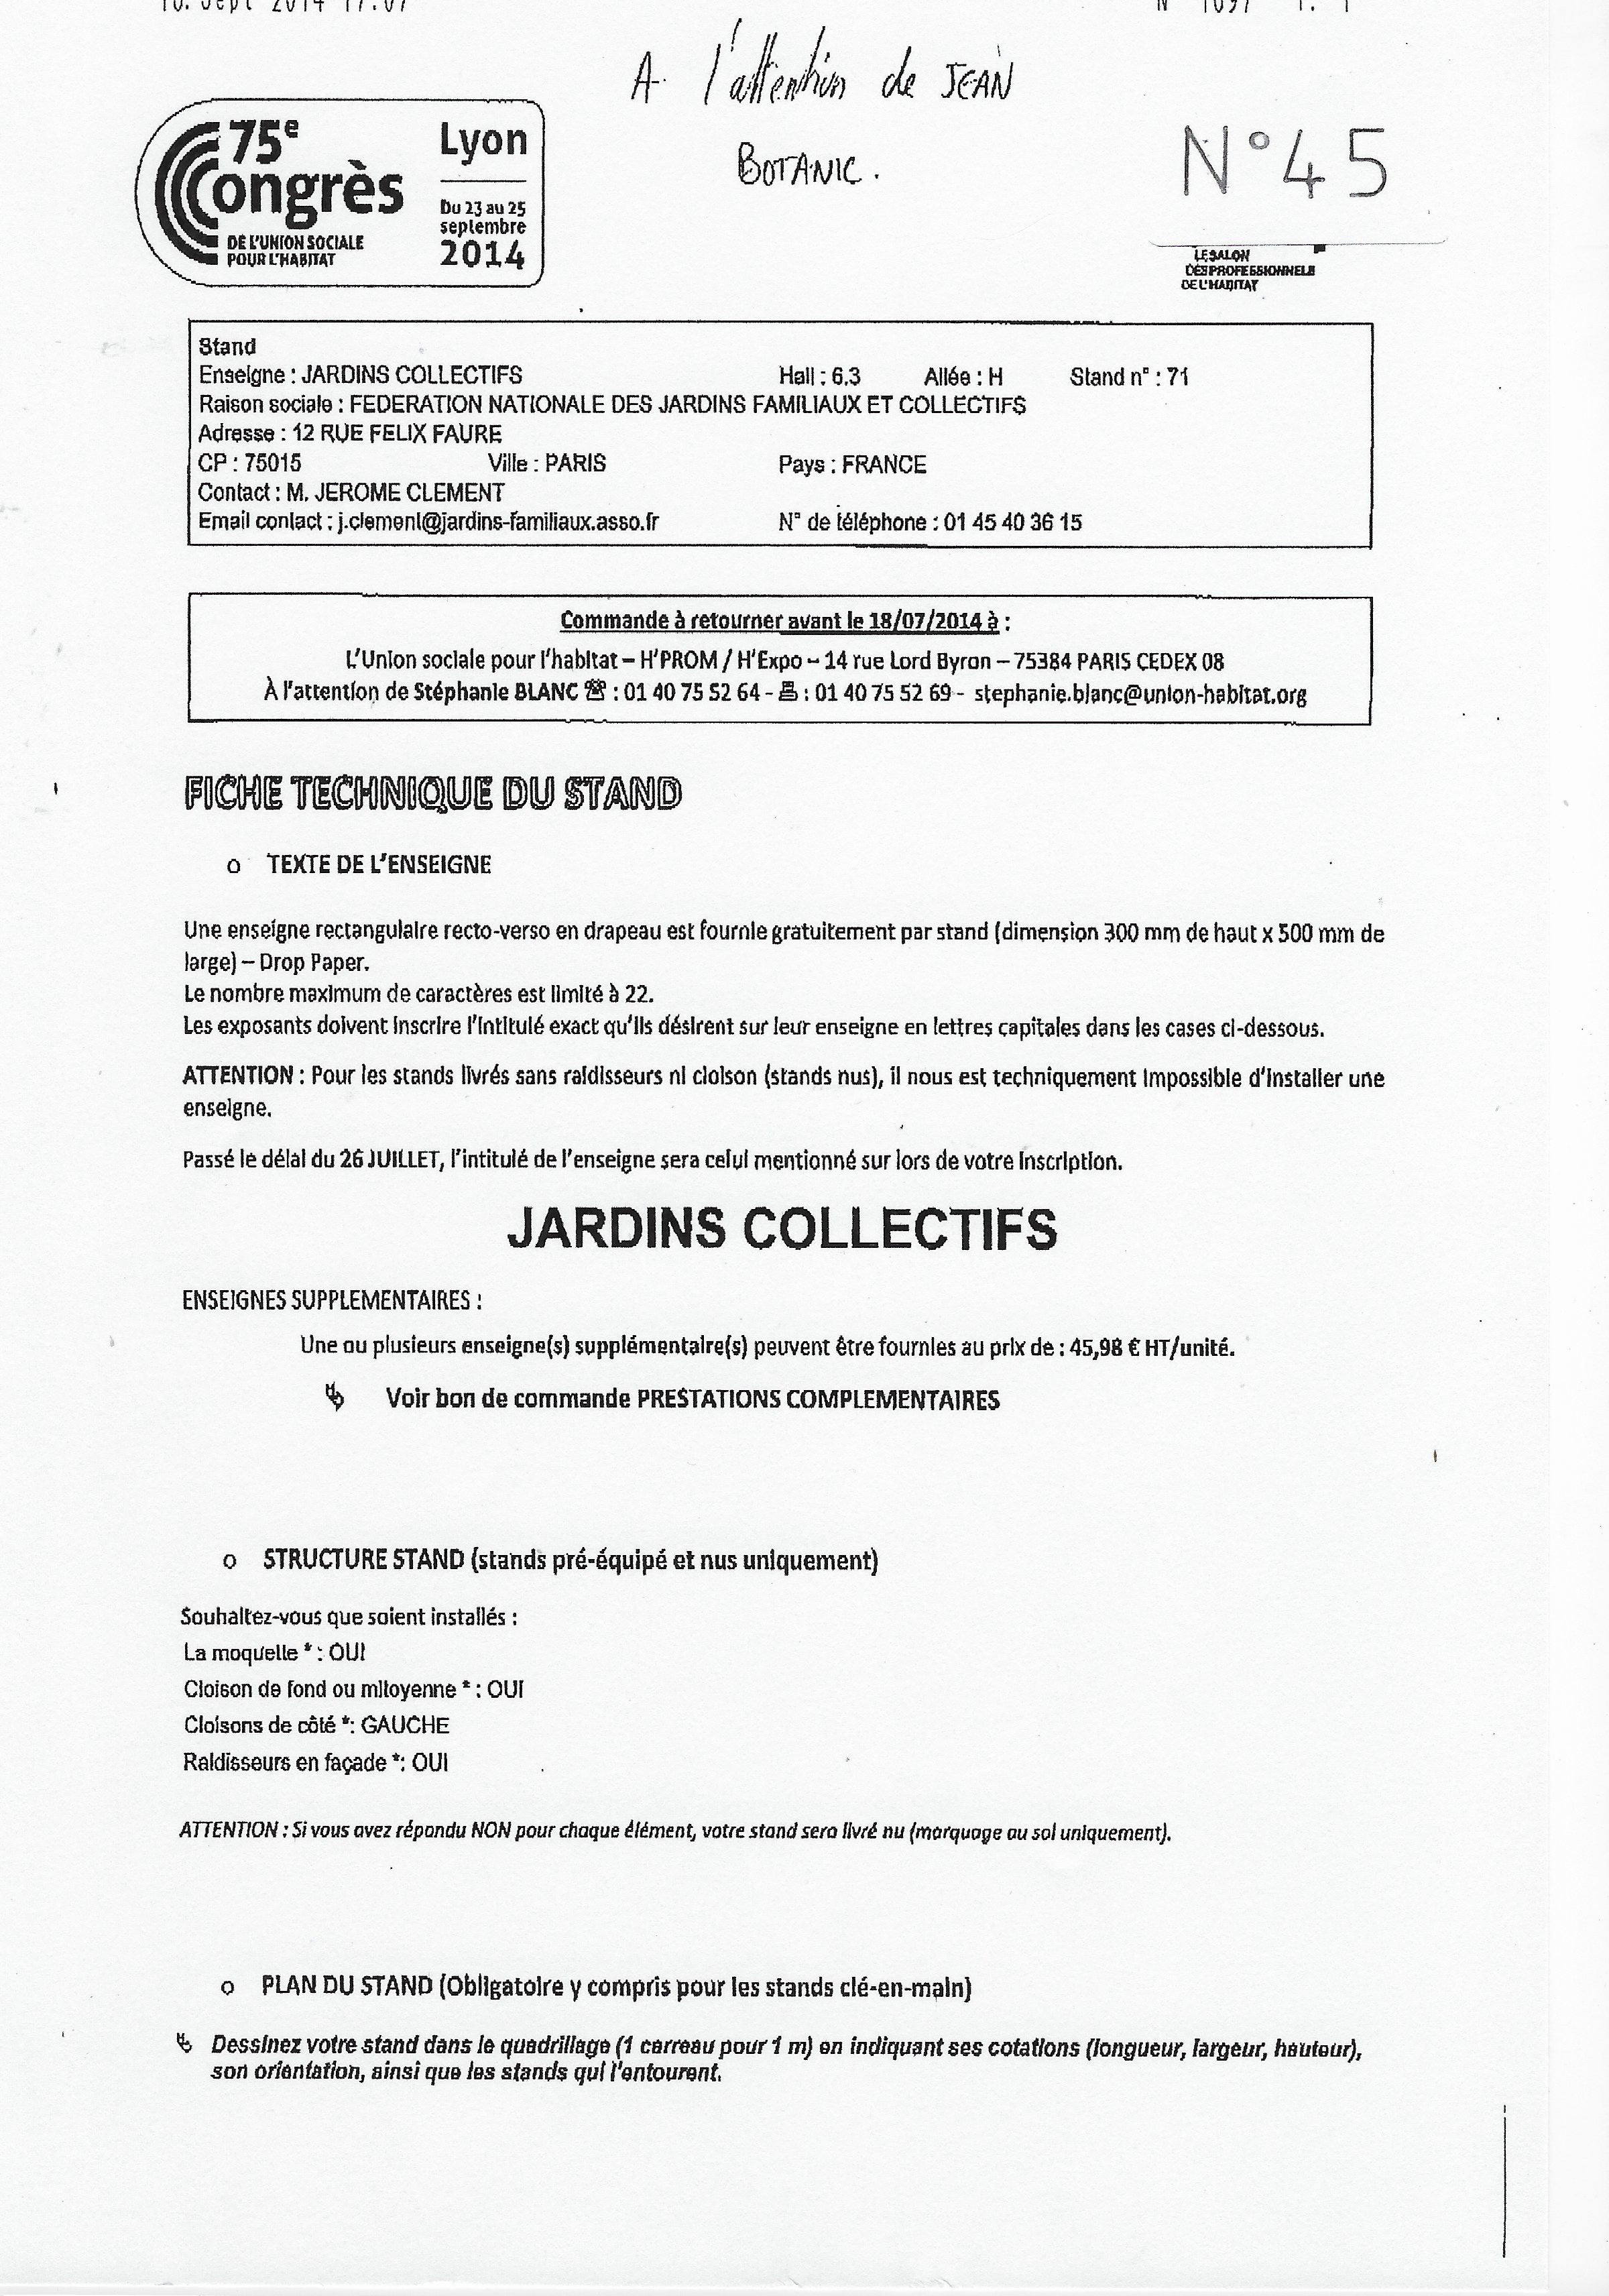 A l'attention de JEAN
BOTANIC.
N°45
75e
Congrès
DE L'UNION SOCIALE
POUR L'HABITAT
Lyon
Du 23 au 25
septembre
2014
LE SALON
DES PROFESSIONNELS
DE L'HABITAT
Stand
Enseigne : JARDINS COLLECTIFS Hall : 6.3 Allée : H Stand n° : 71
Raison sociale : FEDERATION NATIONALE DES JARDINS FAMILIAUX ET COLLECTIFS
Adresse : 12 RUE FELIX FAURE
CP : 75015 Ville : PARIS Pays : FRANCE
Contact : M. JEROME CLEMENT
Email contact : j.clement@jardins-familiaux.asso.fr N° de téléphone : 01 45 40 36 15
Commande à retourner avant le 18/07/2014 à :
L'Union sociale pour l'habitat – H'PROM / H'Expo – 14 rue Lord Byron – 75384 PARIS CEDEX 08
À l'attention de Stéphanie BLANC ☎ : 01 40 75 52 64 - 🖷 : 01 40 75 52 69 - stephanie.blanc@union-habitat.org
FICHE TECHNIQUE DU STAND
o TEXTE DE L'ENSEIGNE
Une enseigne rectangulaire recto-verso en drapeau est fournie gratuitement par stand (dimension 300 mm de haut x 500 mm de
large) – Drop Paper.
Le nombre maximum de caractères est limité à 22.
Les exposants doivent inscrire l'intitulé exact qu'ils désirent sur leur enseigne en lettres capitales dans les cases ci-dessous.
ATTENTION : Pour les stands livrés sans raidisseurs ni cloison (stands nus), il nous est techniquement impossible d'installer une
enseigne.
Passé le délai du 26 JUILLET, l'intitulé de l'enseigne sera celui mentionné sur lors de votre inscription.
JARDINS COLLECTIFS
ENSEIGNES SUPPLEMENTAIRES :
Une ou plusieurs enseigne(s) supplémentaire(s) peuvent être fournies au prix de : 45,98 € HT/unité.
Voir bon de commande PRESTATIONS COMPLEMENTAIRES
o STRUCTURE STAND (stands pré-équipé et nus uniquement)
Souhaitez-vous que soient installés :
La moquette * : OUI
Cloison de fond ou mitoyenne * : OUI
Cloisons de côté *: GAUCHE
Raidisseurs en façade *: OUI
ATTENTION : Si vous avez répondu NON pour chaque élément, votre stand sera livré nu (marquage au sol uniquement).
o PLAN DU STAND (Obligatoire y compris pour les stands clé-en-main)
Dessinez votre stand dans le quadrillage (1 carreau pour 1 m) en indiquant ses cotations (longueur, largeur, hauteur),
son orientation, ainsi que les stands qui l'entourent.